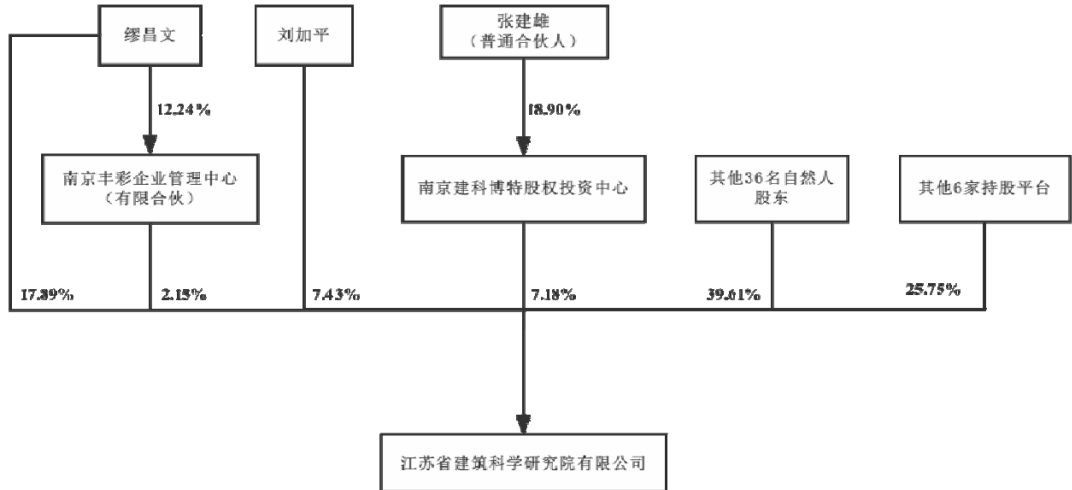 缪昌文
刘加平
张建雄
（普通合伙人）
12.24%
18.90%
南京丰彩企业管理中心
（有限合伙）
南京建科博特股权投资中心
其他36名自然人
股东
其他6家持股平台
17.89%
2.15%
7.43%
7.18%
39.61%
25.75%
江苏省建筑科学研究院有限公司